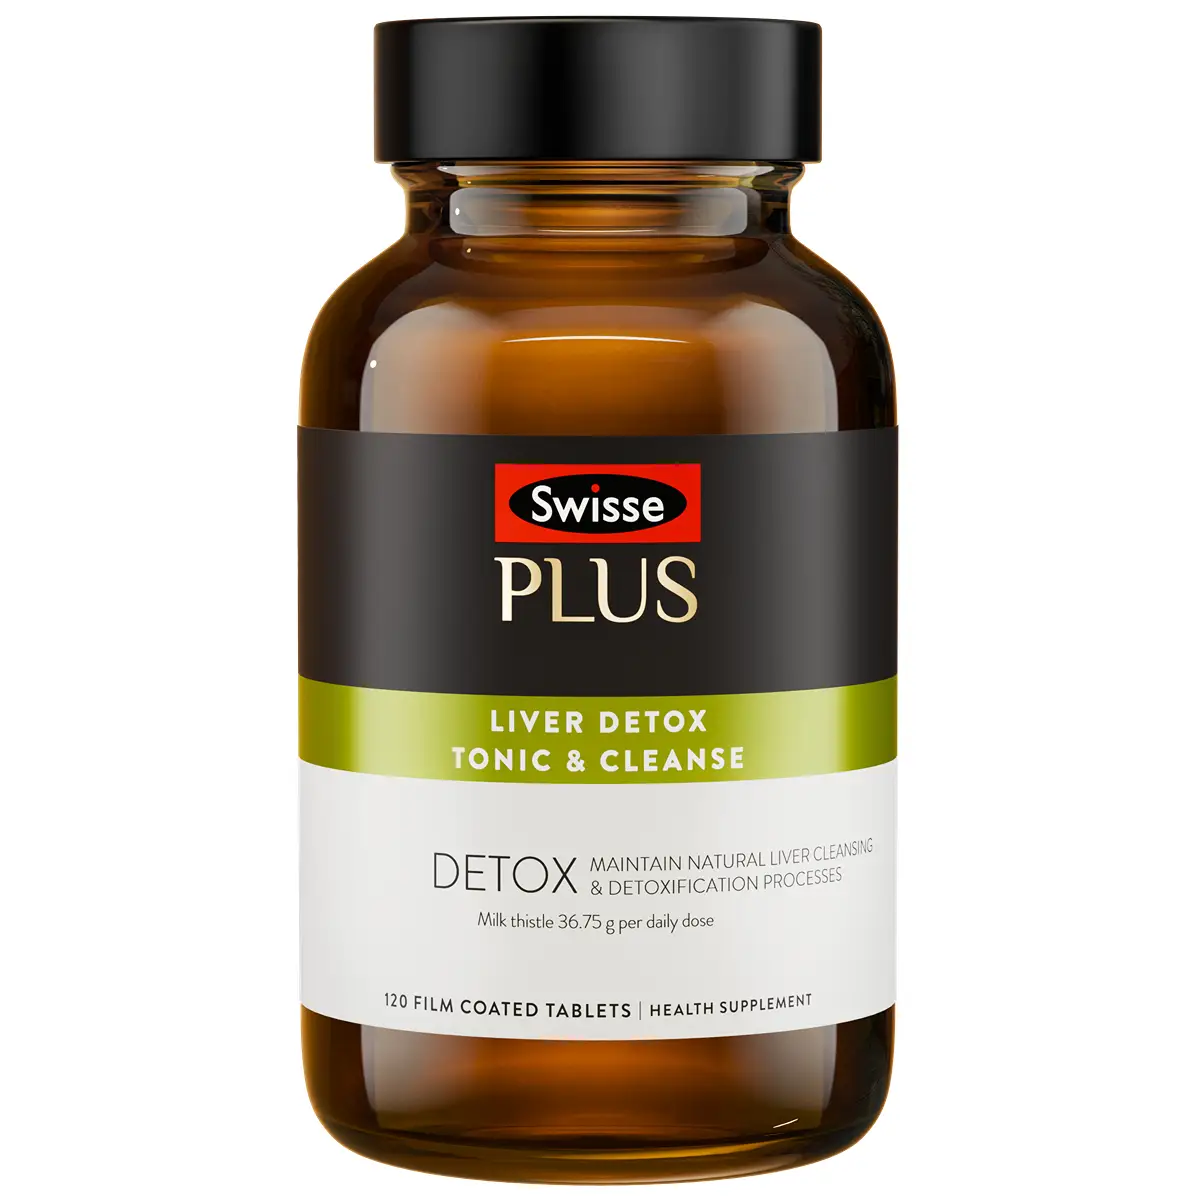 Swisse
PLUS
LIVER DETOX
TONIC & CLEANSE
DETOX
MAINTAIN NATURAL LIVER CLEANSING
& DETOXIFICATION PROCESSES
Milk thistle 36.75 g per daily dose
120 FILM COATED TABLETS | HEALTH SUPPLEMENT